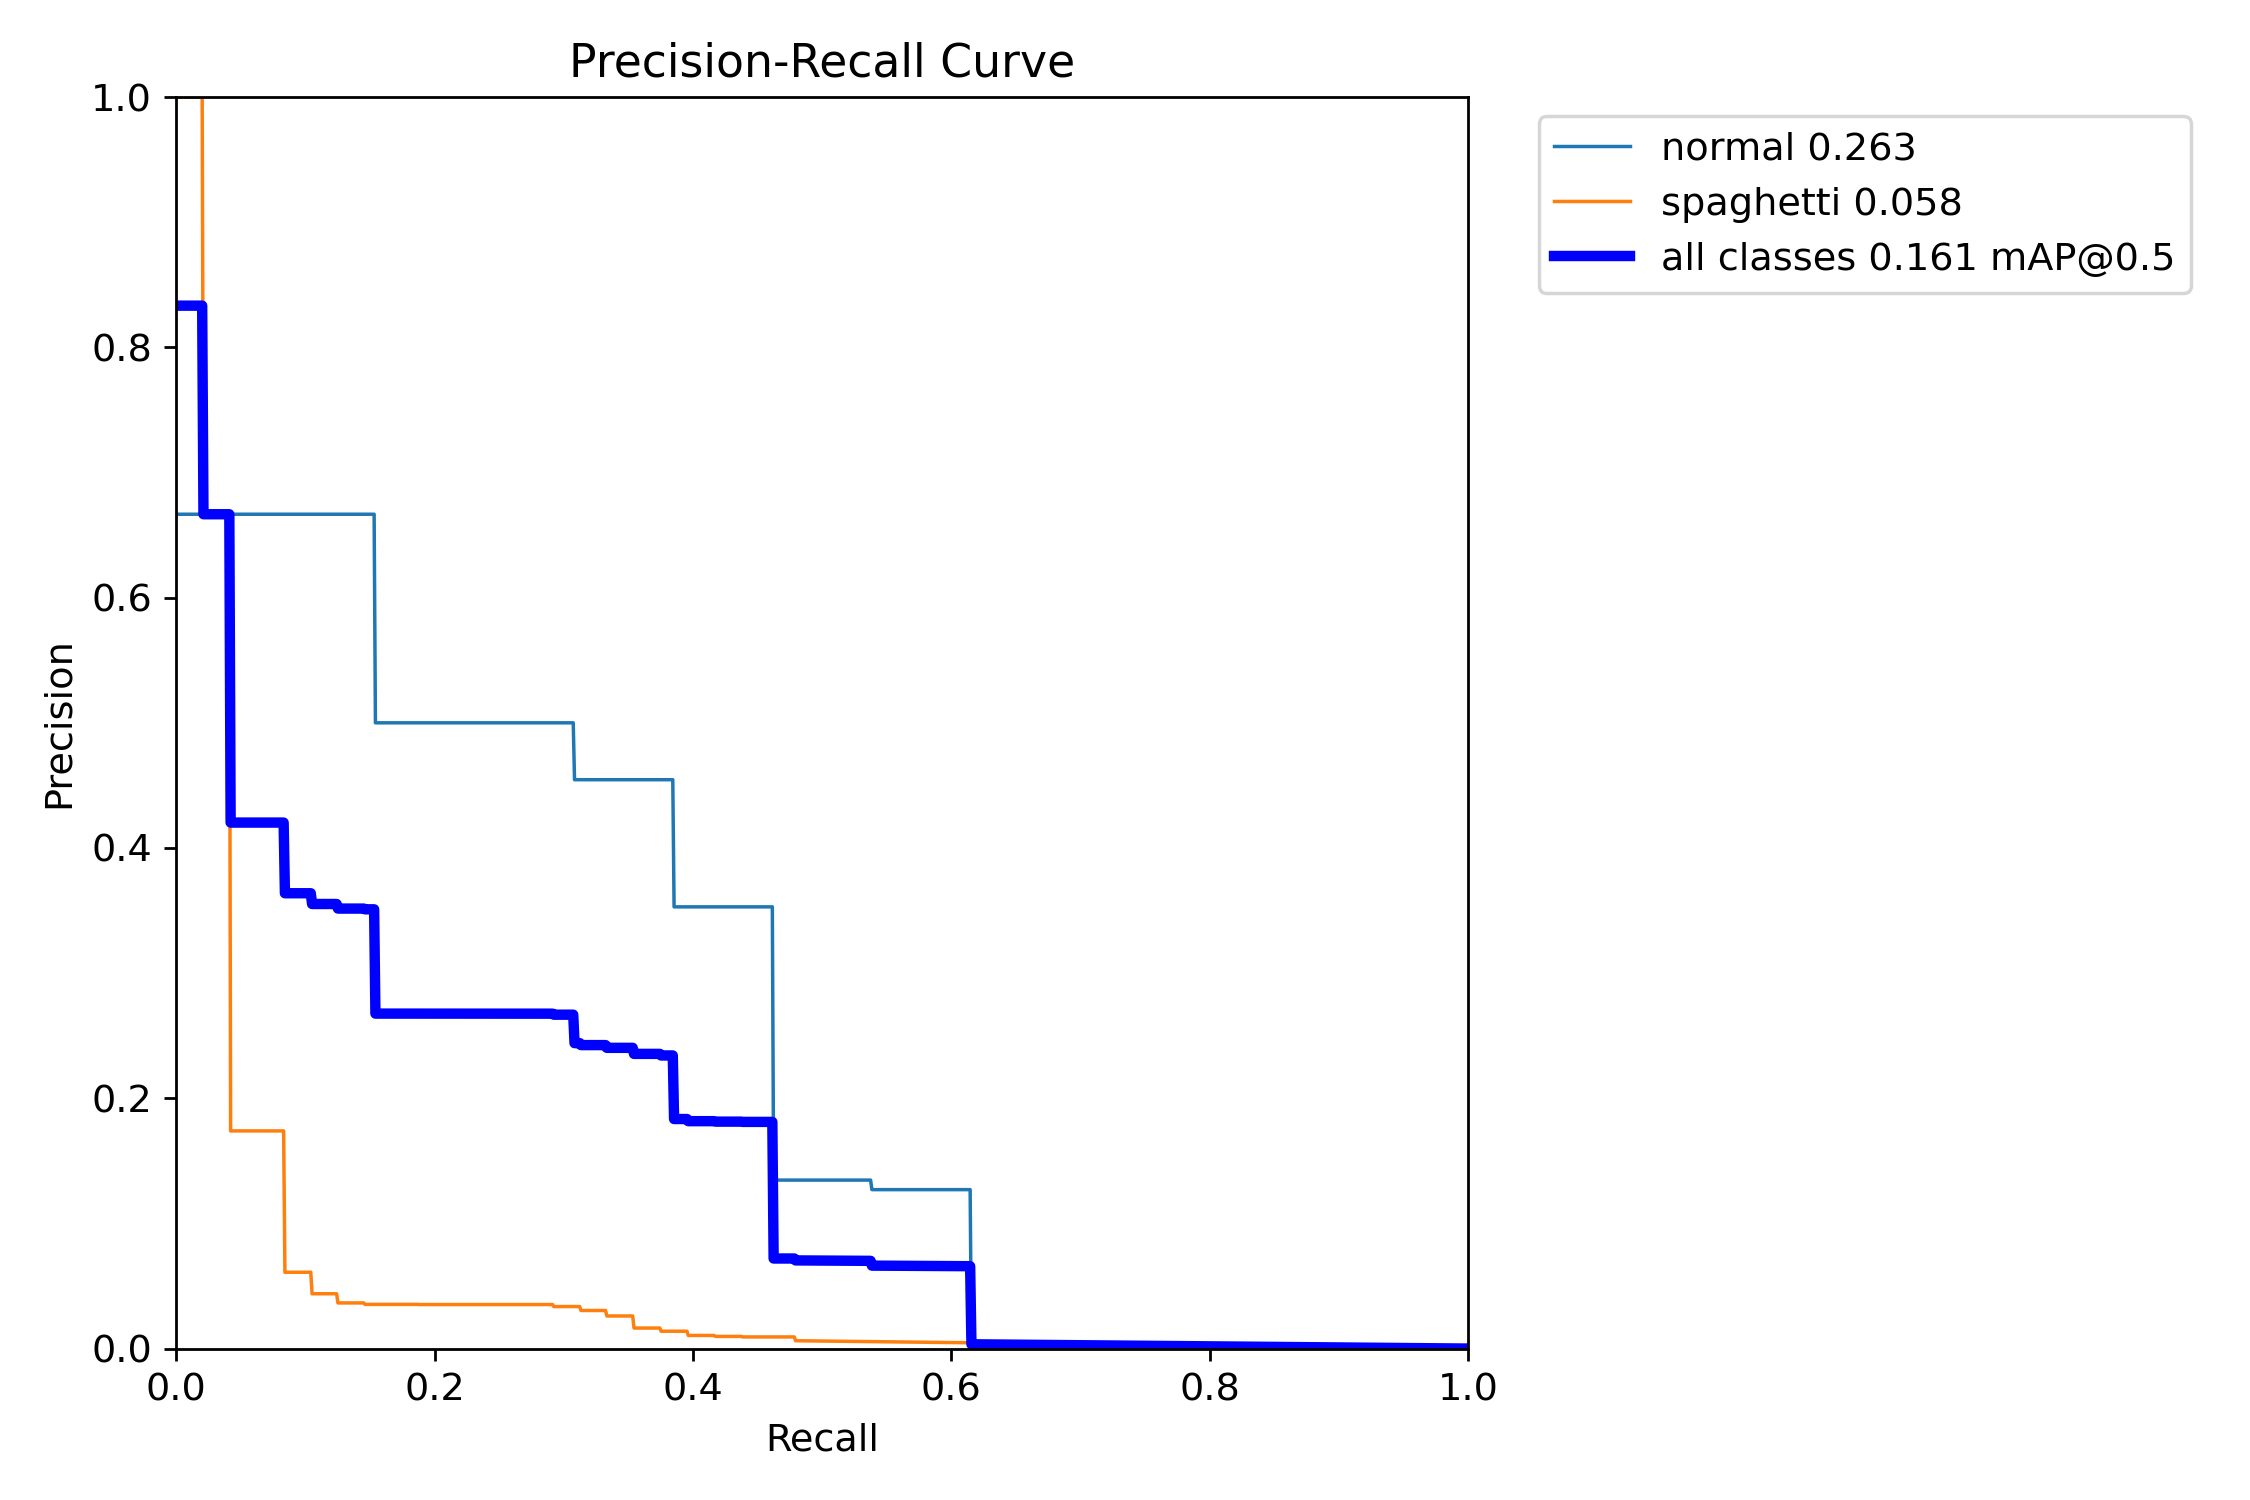 Precision-Recall Curve
normal 0.263
spaghetti 0.058
all classes 0.161 mAP@0.5
Precision
1.0
0.8
0.6
0.4
0.2
0.0
0.0 0.2 0.4 0.6 0.8 1.0
Recall